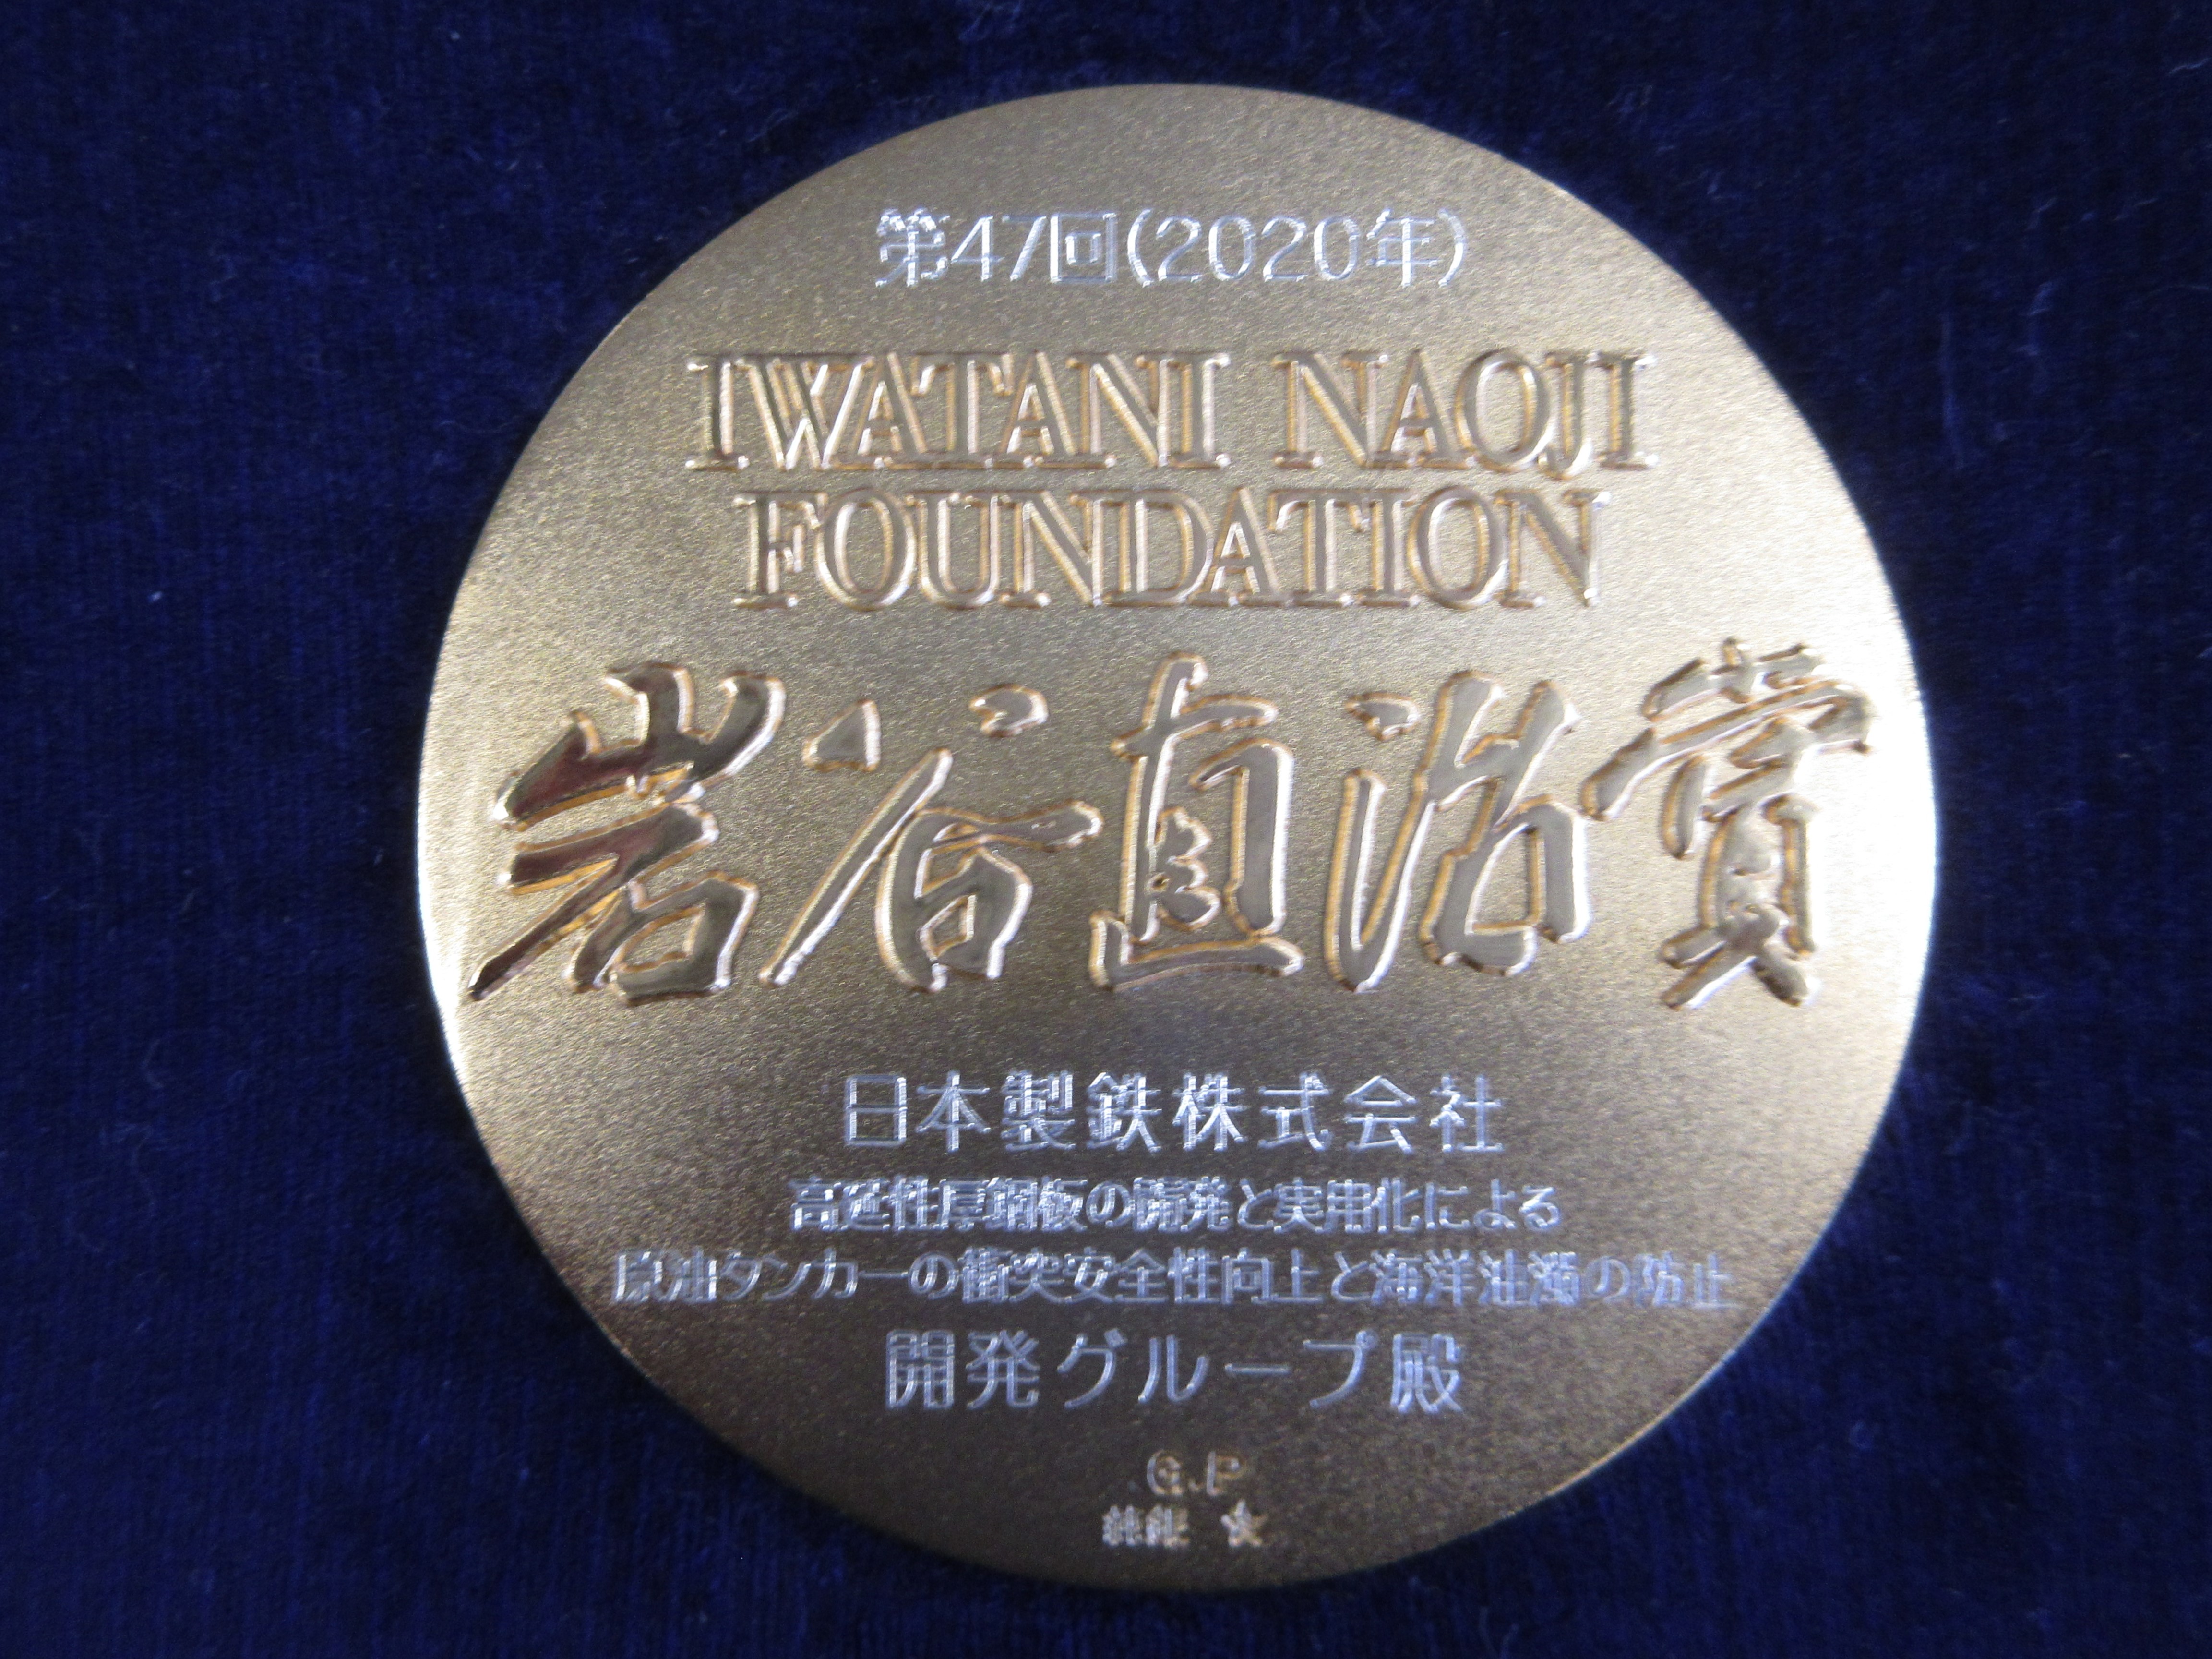 第47回(2020年)
IWATANI NAOJI
FOUNDATION
岩谷直治賞
日本製鉄株式会社
高延性厚鋼板の開発と実用化による
原油タンカーの衝突安全性向上と海洋油濁の防止
開発グループ殿
G.P
純銀